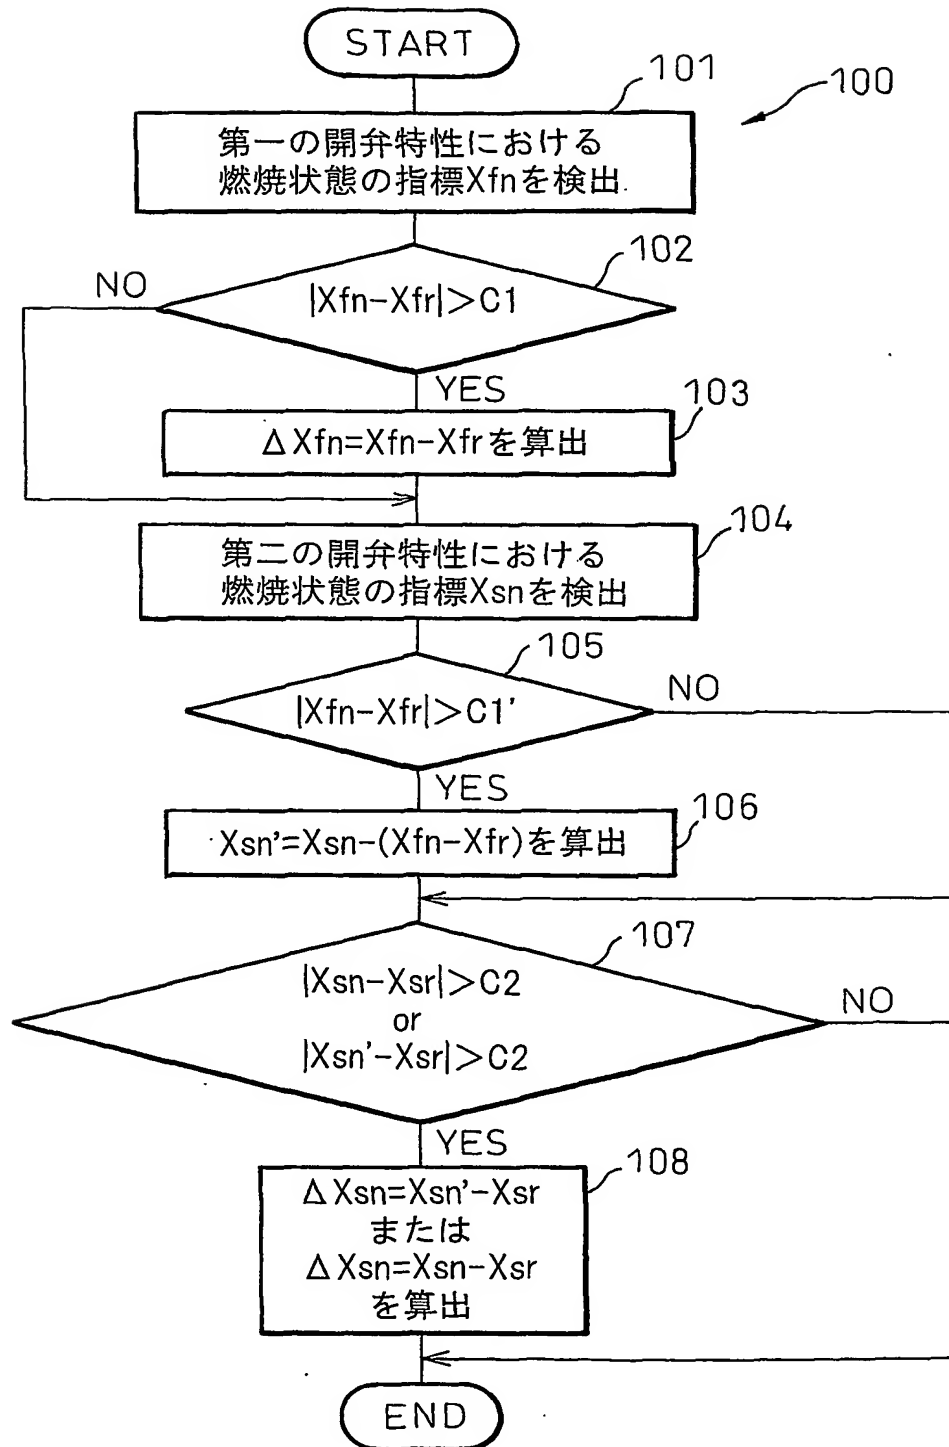 START
101
100
第一の開弁特性における
燃焼状態の指標Xfnを検出
102
NO
|Xfn-Xfr|>C1
YES
103
ΔXfn=Xfn-Xfrを算出
104
第二の開弁特性における
燃焼状態の指標Xsnを検出
105
NO
|Xfn-Xfr|>C1'
YES
106
Xsn'=Xsn-(Xfn-Xfr)を算出
107
|Xsn-Xsr|>C2
or
|Xsn'-Xsr|>C2
NO
YES
108
ΔXsn=Xsn'-Xsr
または
ΔXsn=Xsn-Xsr
を算出
END